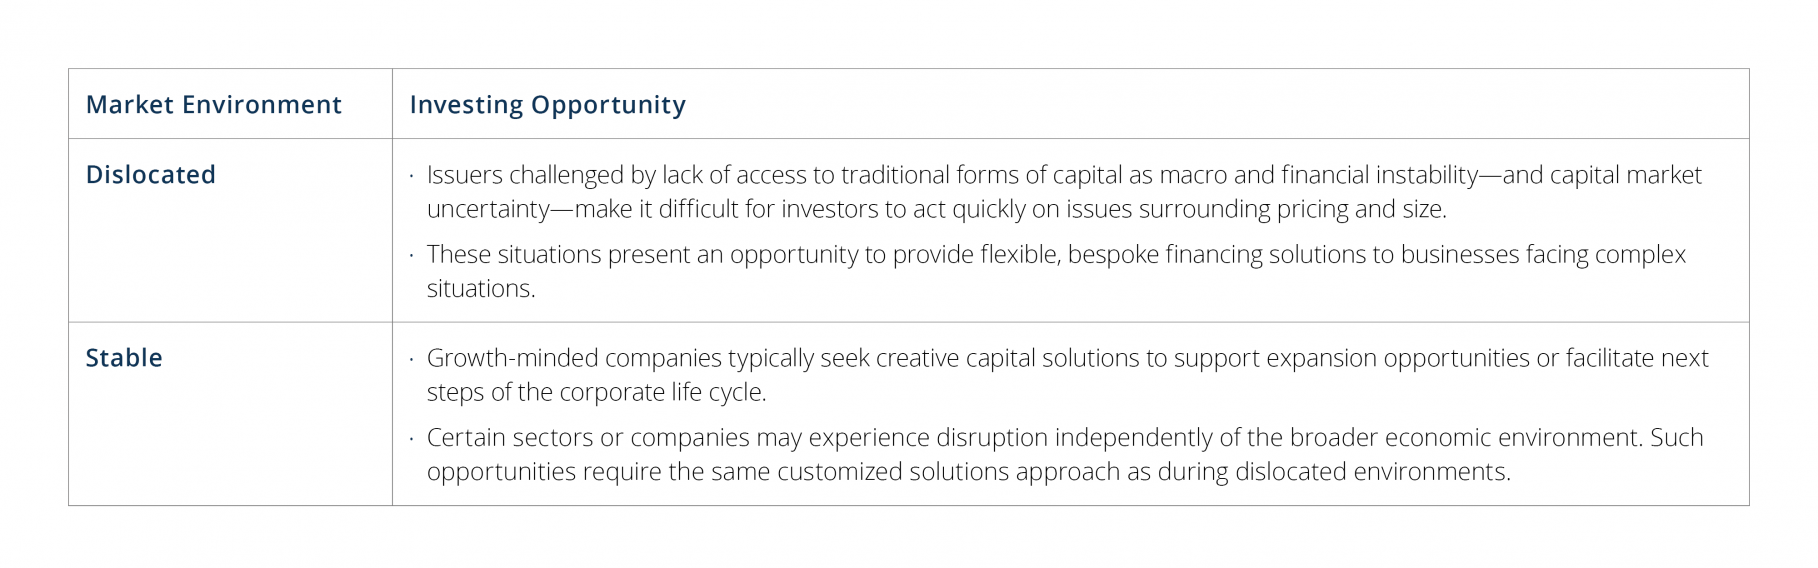 Market Environment
Investing Opportunity
Dislocated
· Issuers challenged by lack of access to traditional forms of capital as macro and financial instability—and capital market
uncertainty—make it difficult for investors to act quickly on issues surrounding pricing and size.
· These situations present an opportunity to provide flexible, bespoke financing solutions to businesses facing complex
situations.
Stable
· Growth-minded companies typically seek creative capital solutions to support expansion opportunities or facilitate next
steps of the corporate life cycle.
· Certain sectors or companies may experience disruption independently of the broader economic environment. Such
opportunities require the same customized solutions approach as during dislocated environments.